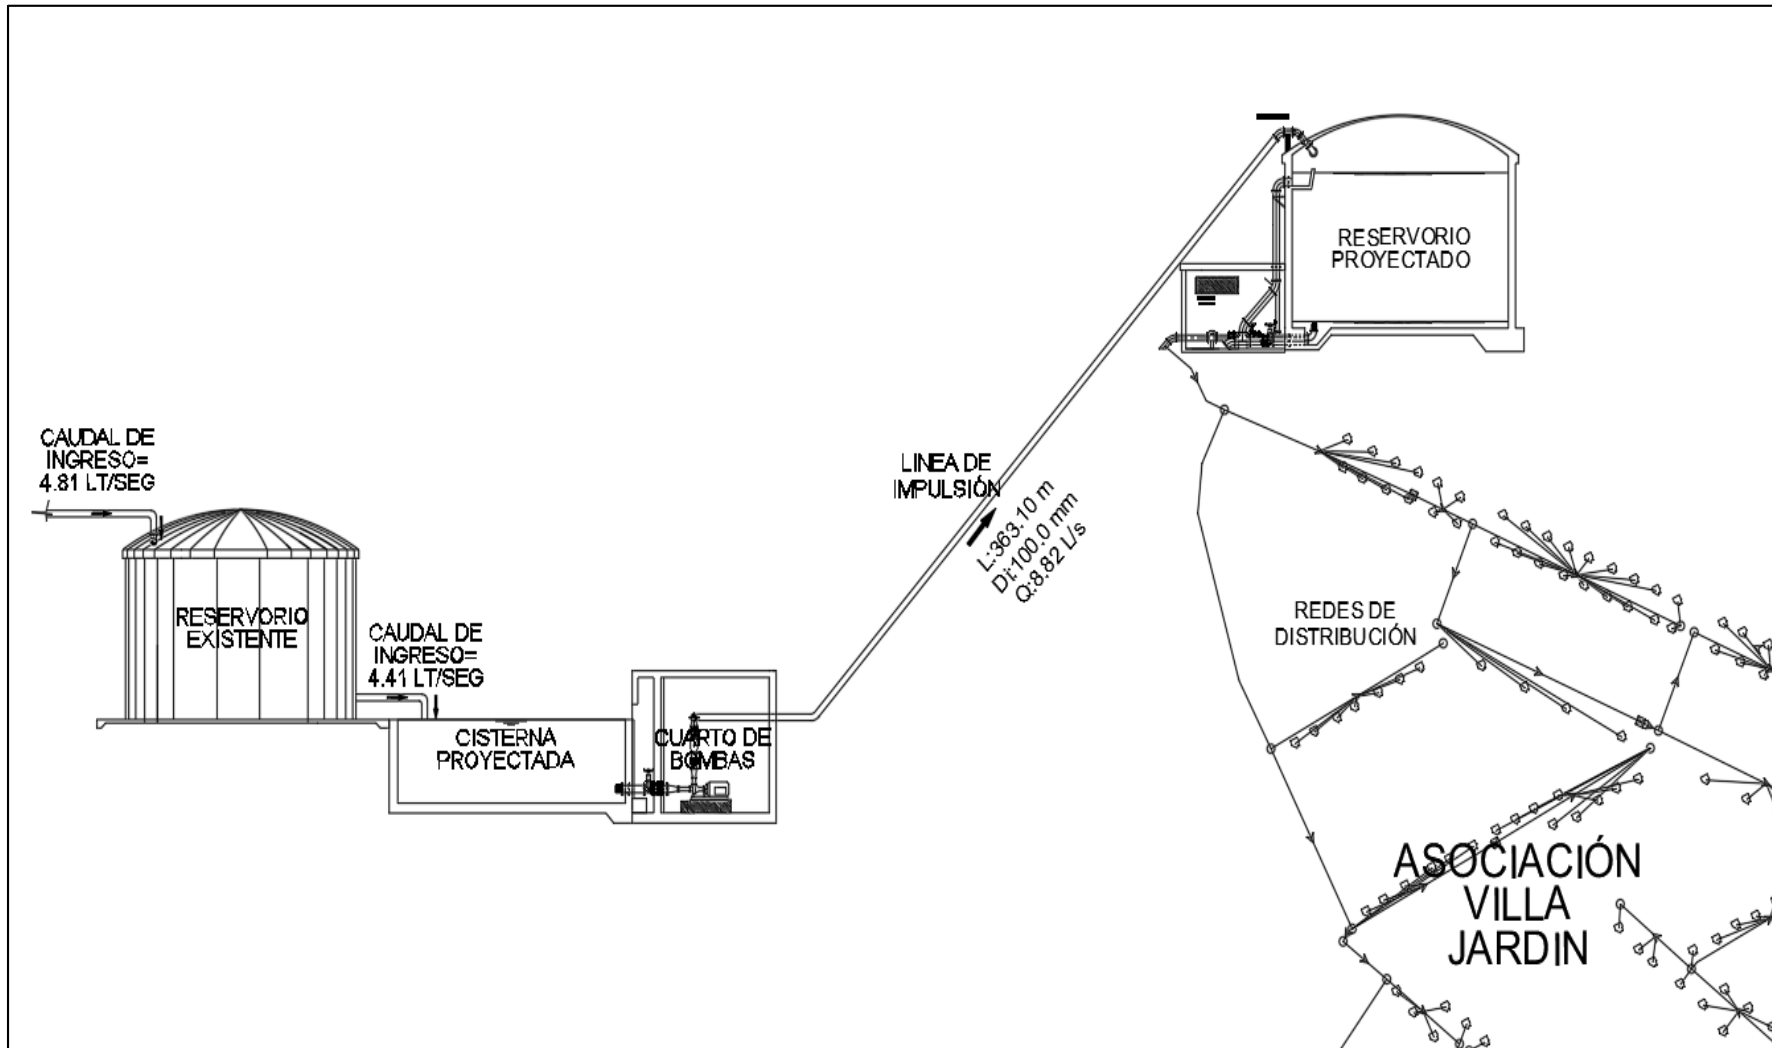 RESERVORIO
PROYECTADO
CAUDAL DE
INGRESO=
4.81 LT/SEG
LINEA DE
IMPULSIÓN
L:363.10 m
Di:100.0 mm
Q:8.82 L/s
RESERVORIO
EXISTENTE
CAUDAL DE
INGRESO=
4.41 LT/SEG
REDES DE
DISTRIBUCIÓN
CISTERNA
PROYECTADA
CUARTO DE
BOMBAS
ASOCIACIÓN
VILLA
JARDIN